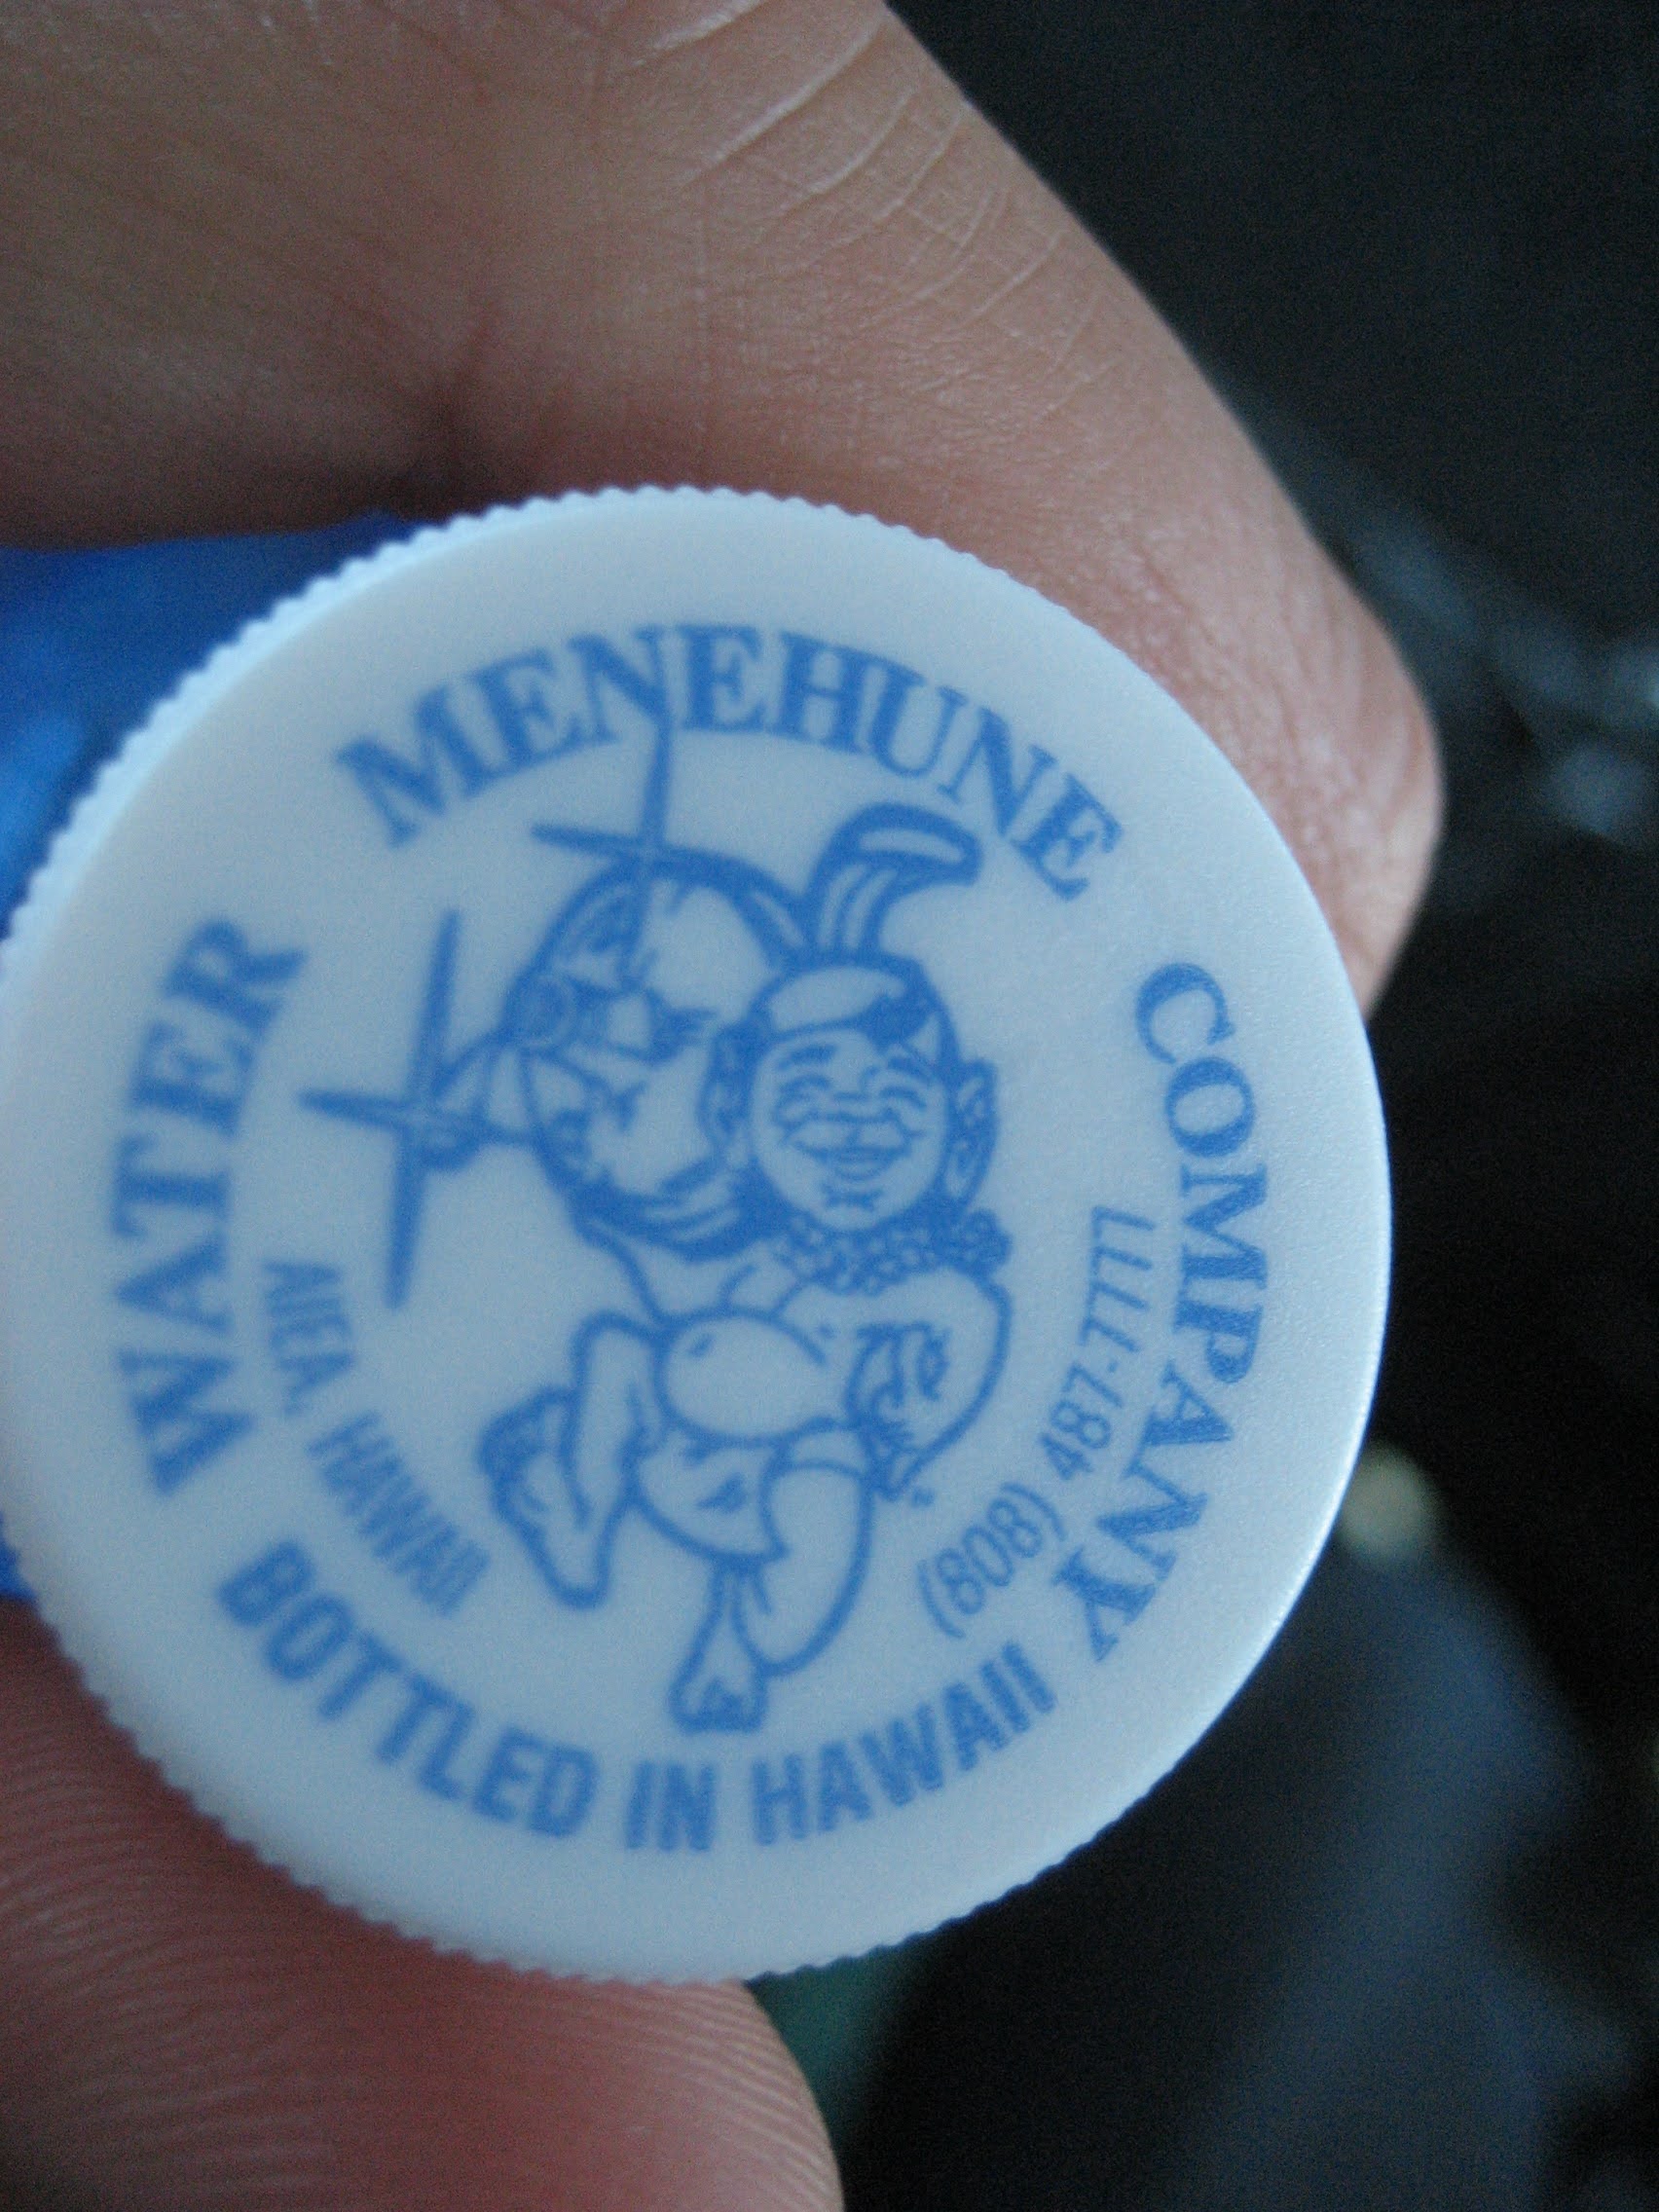 MENEHUNE
WATER COMPANY
AIEA, HAWAII
(808) 487-7777
BOTTLED IN HAWAII